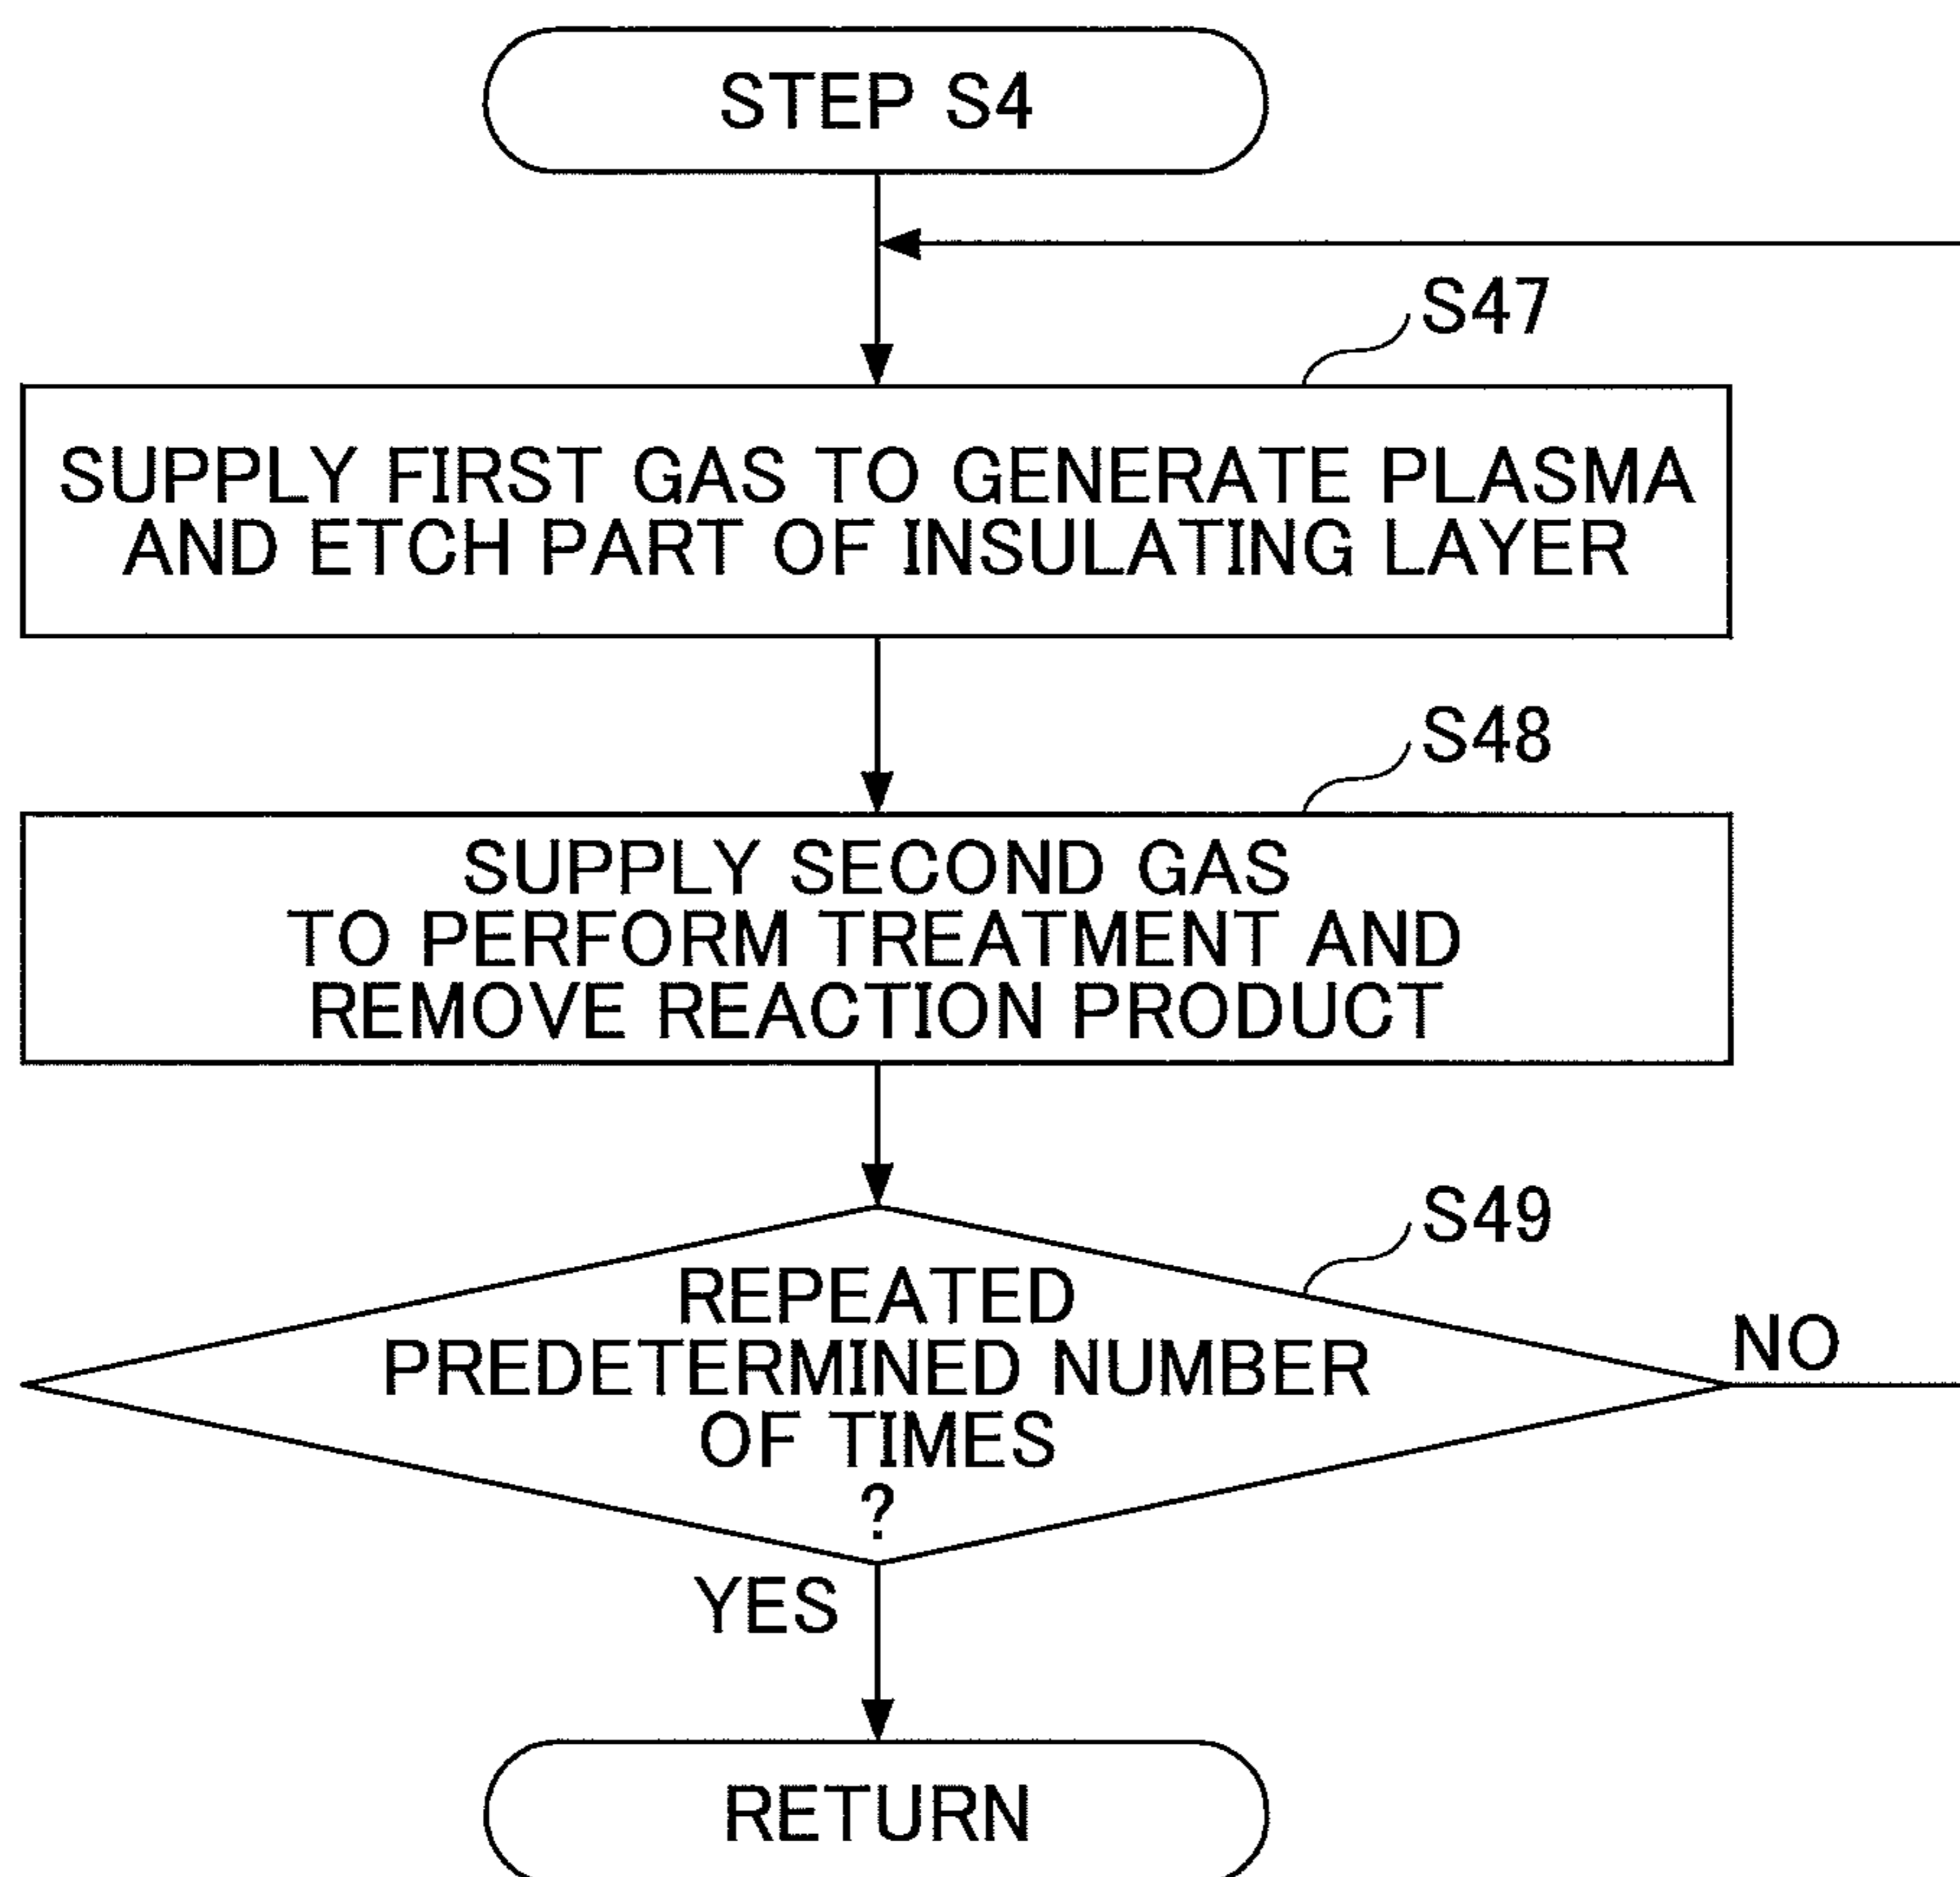 STEP S4
S47
SUPPLY FIRST GAS TO GENERATE PLASMA
AND ETCH PART OF INSULATING LAYER
S48
SUPPLY SECOND GAS
TO PERFORM TREATMENT AND
REMOVE REACTION PRODUCT
S49
REPEATED
PREDETERMINED NUMBER
OF TIMES
?
NO
YES
RETURN